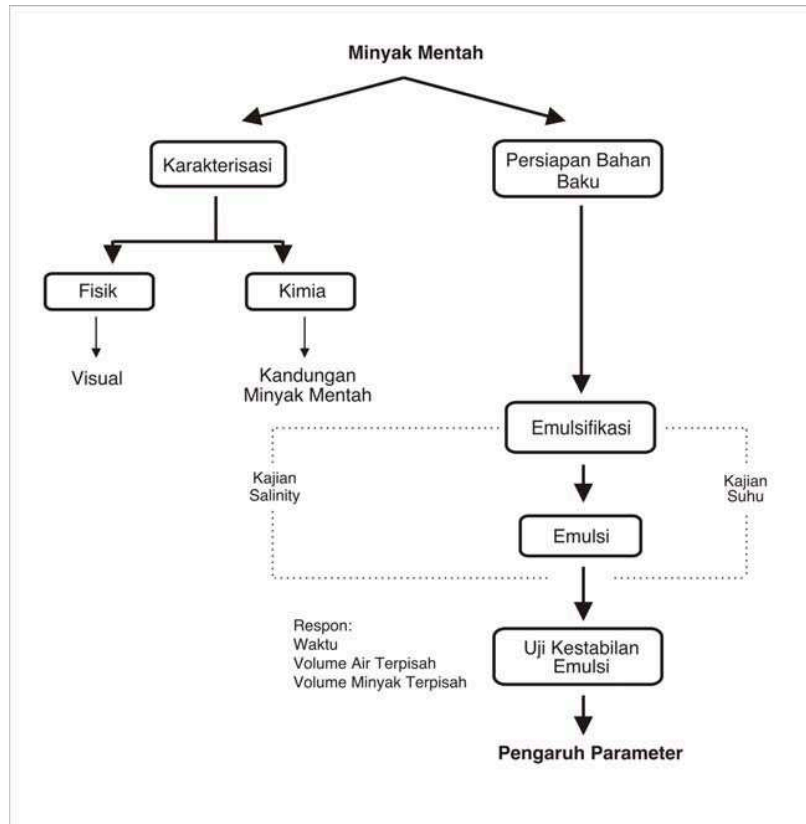 Minyak Mentah
Karakterisasi
Persiapan Bahan
Baku
Fisik
Kimia
Visual
Kandungan
Minyak Mentah
Emulsifikasi
Kajian
Salinity
Kajian
Suhu
Emulsi
Respon:
Waktu
Volume Air Terpisah
Volume Minyak Terpisah
Uji Kestabilan
Emulsi
Pengaruh Parameter